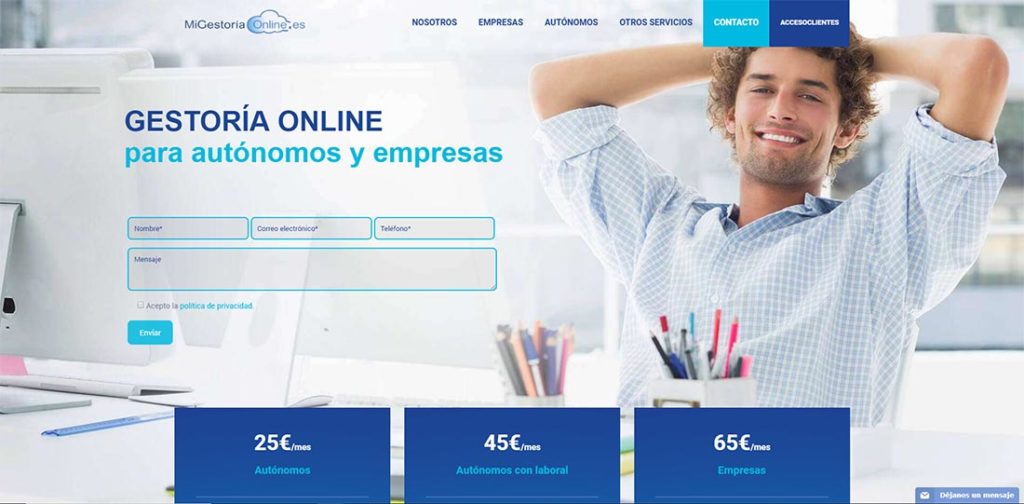 MiGestoría Online.es
NOSOTROS
EMPRESAS
AUTÓNOMOS
OTROS SERVICIOS
CONTACTO
ACCESOCLIENTES
GESTORÍA ONLINE
para autónomos y empresas
Nombre*
Correo electrónico*
Teléfono*
Mensaje
Acepto la política de privacidad.
Enviar
25€/mes
Autónomos
45€/mes
Autónomos con laboral
65€/mes
Empresas
Déjanos un mensaje